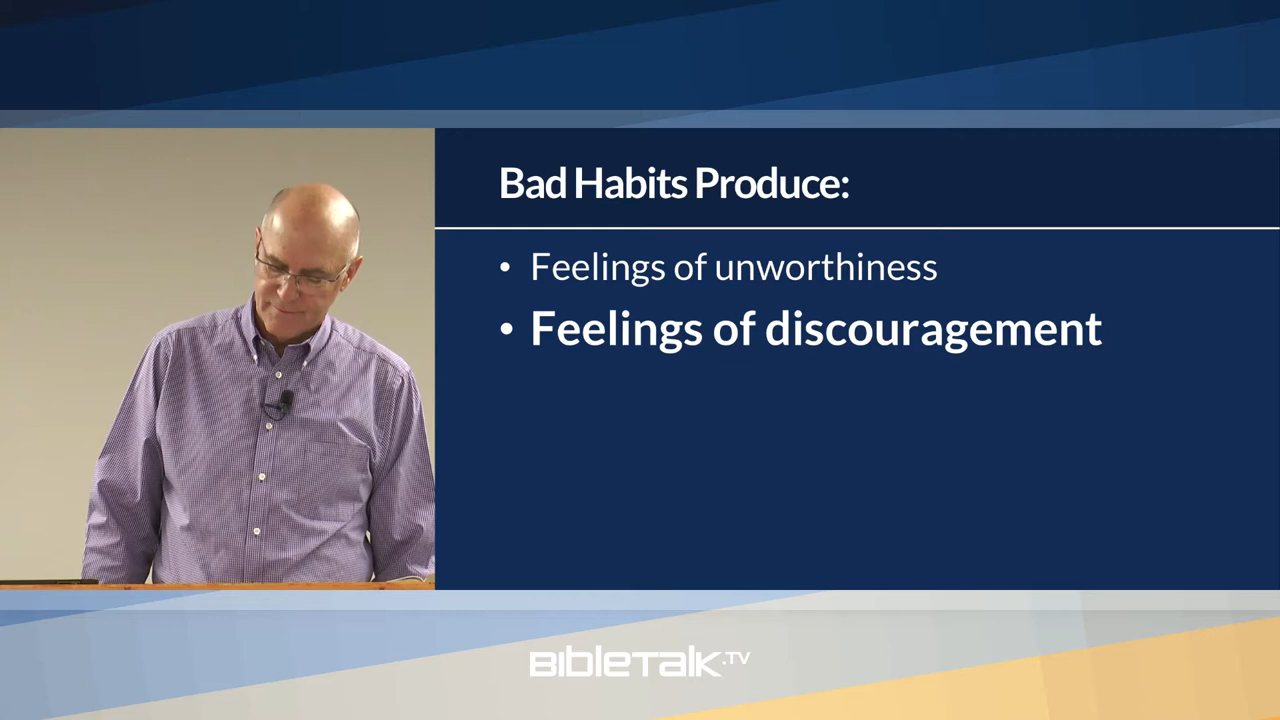 Bad Habits Produce:
• Feelings of unworthiness
• Feelings of discouragement
BIBLETALK.TV